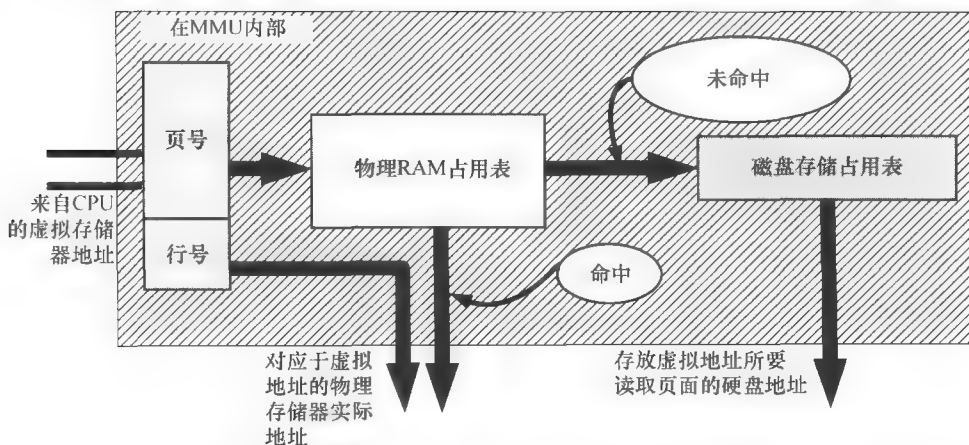 在MMU内部
未命中
页号
物理RAM占用表
磁盘存储占用表
来自CPU
的虚拟存储
器地址
行号
命中
对应于虚拟
地址的物理
存储器实际
地址
存放虚拟地址所要
读取页面的硬盘地址